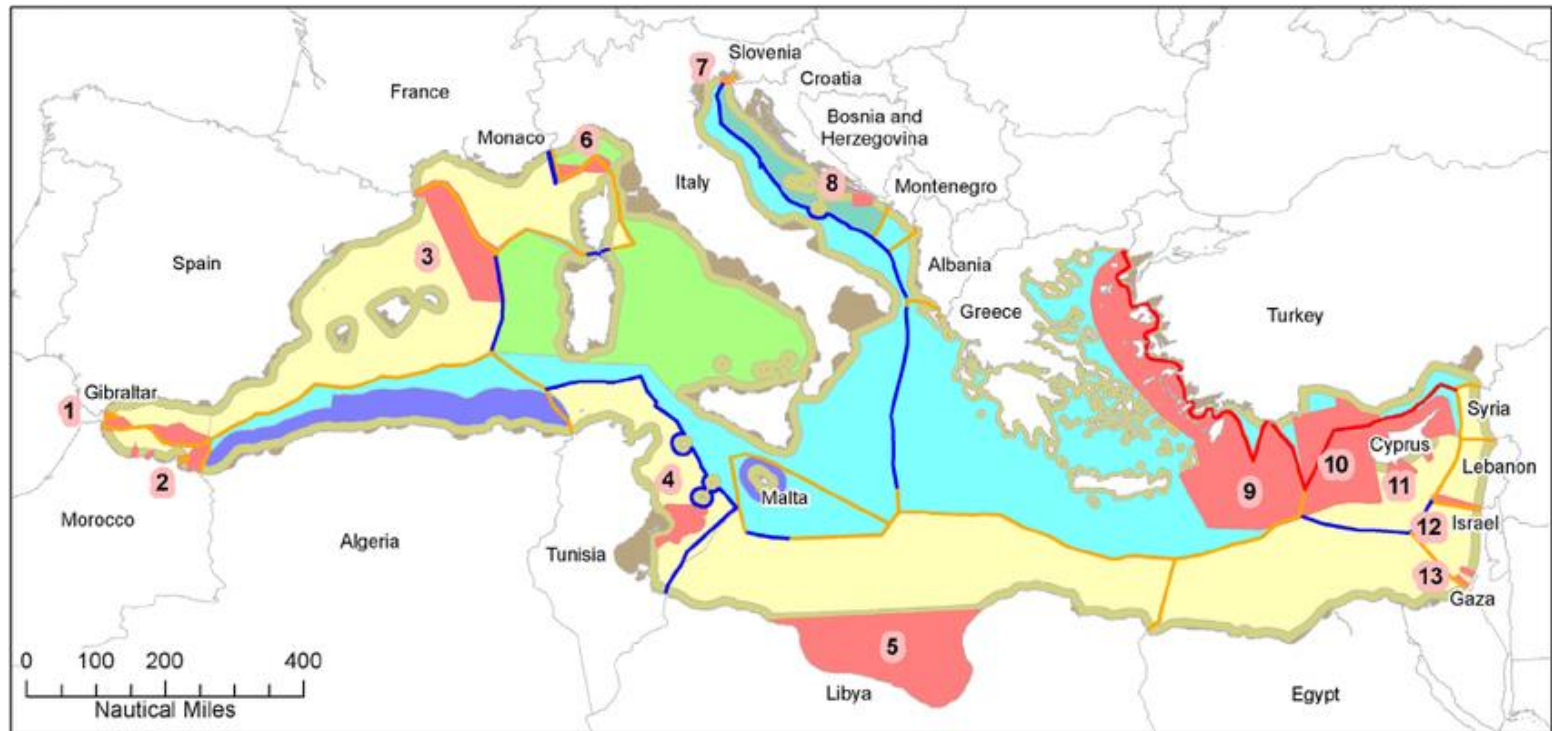 7
Slovenia
Croatia
France
Bosnia and
Herzegovina
Monaco
6
Italy
8
Montenegro
3
Spain
Albania
Greece
Turkey
Gibraltar
1
Syria
Cyprus
10
Lebanon
2
4
Malta
9
11
Morocco
Algeria
12
Israel
Tunisia
13
Gaza
5
0 100 200 400
Libya
Egypt
Nautical Miles